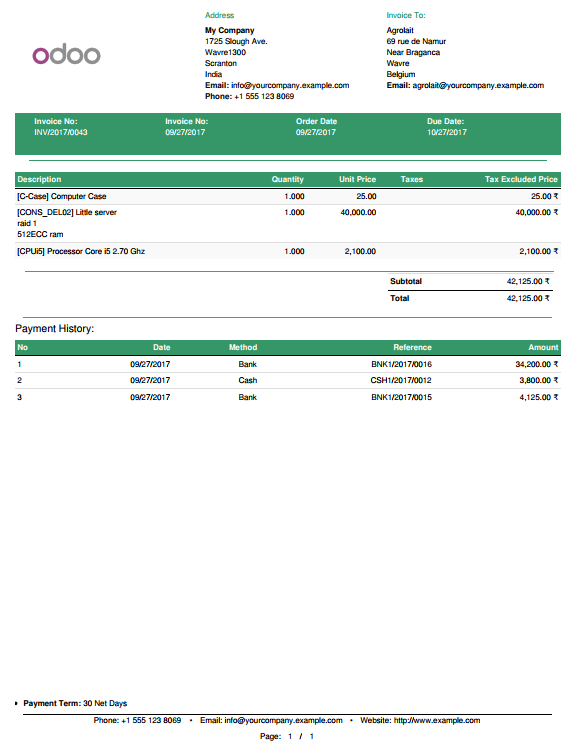 odoo
Address
My Company
1725 Slough Ave.
Wavre1300
Scranton
India
Email: info@yourcompany.example.com
Phone: +1 555 123 8069
Invoice To:
Agrolait
69 rue de Namur
Near Braganca
Wavre
Belgium
Email: agrolait@yourcompany.example.com
Invoice No: Invoice No: Order Date Due Date:
INV/2017/0043 09/27/2017 09/27/2017 10/27/2017
Description Quantity Unit Price Taxes Tax Excluded Price
[C-Case] Computer Case 1.000 25.00 25.00 ₹
[CONS_DEL02] Little server 1.000 40,000.00 40,000.00 ₹
raid 1
512ECC ram
[CPUi5] Processor Core i5 2.70 Ghz 1.000 2,100.00 2,100.00 ₹
Subtotal 42,125.00 ₹
Total 42,125.00 ₹
Payment History:
No Date Method Reference Amount
1 09/27/2017 Bank BNK1/2017/0016 34,200.00 ₹
2 09/27/2017 Cash CSH1/2017/0012 3,800.00 ₹
3 09/27/2017 Bank BNK1/2017/0015 4,125.00 ₹
• Payment Term: 30 Net Days
Phone: +1 555 123 8069 • Email: info@yourcompany.example.com • Website: http://www.example.com
Page: 1 / 1